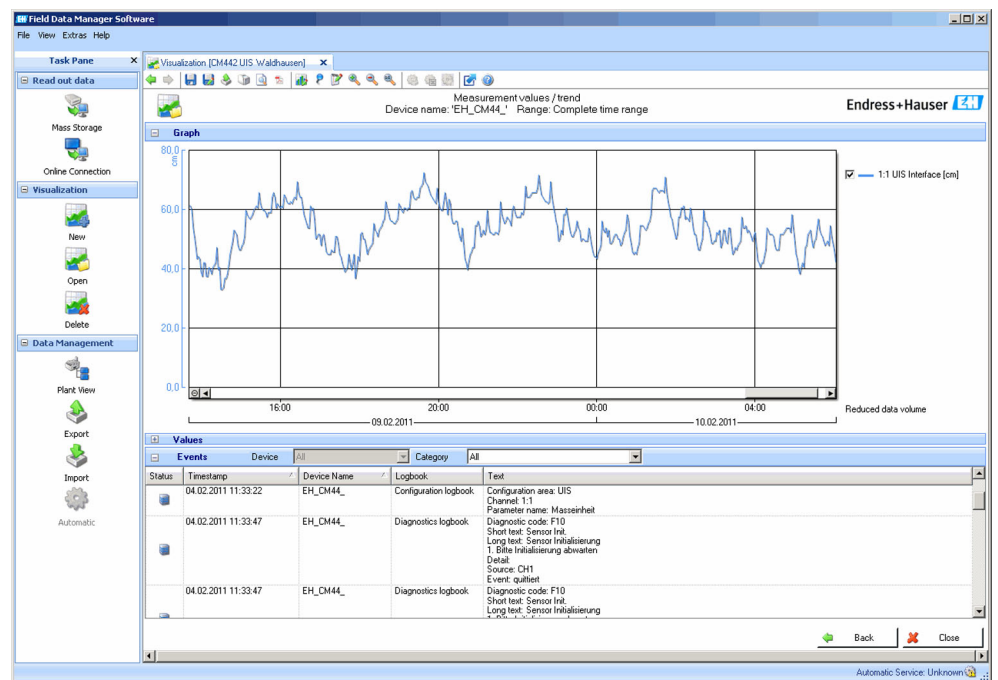 Field Data Manager Software
File View Extras Help
Task Pane X
Read out data
Mass Storage
Online Connection
Visualization
New
Open
Delete
Data Management
Plant View
Export
Import
Automatic
Visualization [CM442 UIS Waldhausen] X
Measurement values / trend
Device name: 'EH_CM44_' Range: Complete time range
Endress+Hauser EH
Graph
80,0
cm
60,0
40,0
20,0
0,0
16:00 20:00 00:00 04:00
09.02.2011 10.02.2011
1:1 UIS Interface [cm]
Reduced data volume
Values
Events Device All Category All
Status Timestamp Device Name Logbook Text
04.02.2011 11:33:22 EH_CM44_ Configuration logbook Configuration area: UIS
Channel: 1:1
Parameter name: Masseinheit
04.02.2011 11:33:47 EH_CM44_ Diagnostics logbook Diagnostic code: F10
Short text: Sensor Init.
Long text: Sensor Initialisierung
1. Bitte Initialisierung abwarten
Detail:
Source: CH1
Event: quittiert
04.02.2011 11:33:47 EH_CM44_ Diagnostics logbook Diagnostic code: F10
Short text: Sensor Init.
Long text: Sensor Initialisierung
Back Close
Automatic Service: Unknown